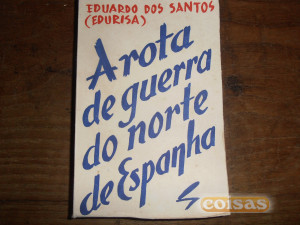 EDUARDO DOS SANTOS
(EDURISA)
A rota
de guerra
do norte
de Espanha
coisas